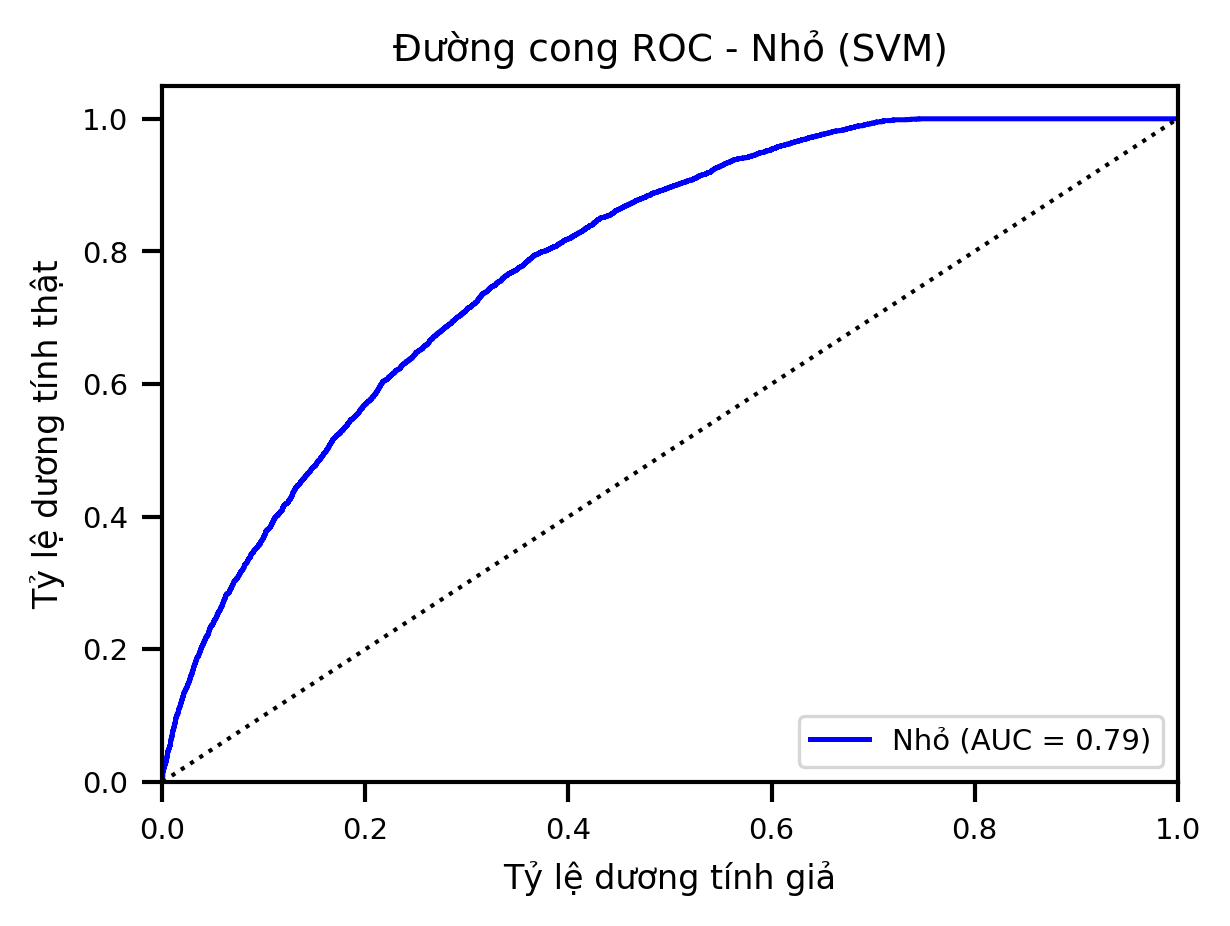 Đường cong ROC - Nhỏ (SVM)
Tỷ lệ dương tính thật
1.0
0.8
0.6
0.4
0.2
0.0
Nhỏ (AUC = 0.79)
0.0 0.2 0.4 0.6 0.8 1.0
Tỷ lệ dương tính giả